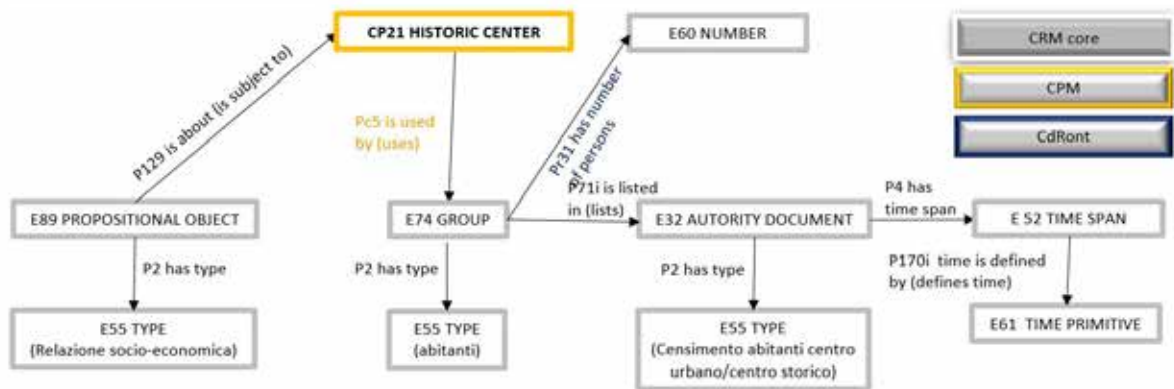 CP21 HISTORIC CENTER
E60 NUMBER
CRM core
CPM
CdRont
P129 is about (is subject to)
Pc5 is used
by (uses)
Pr31 has number
of persons
P71i is listed
in (lists)
P4 has
time span
E89 PROPOSITIONAL OBJECT
E74 GROUP
E32 AUTORITY DOCUMENT
E 52 TIME SPAN
P2 has type
P2 has type
P2 has type
P170i time is defined
by (defines time)
E55 TYPE
(Relazione socio-economica)
E55 TYPE
(abitanti)
E55 TYPE
(Censimento abitanti centro
urbano/centro storico)
E61 TIME PRIMITIVE